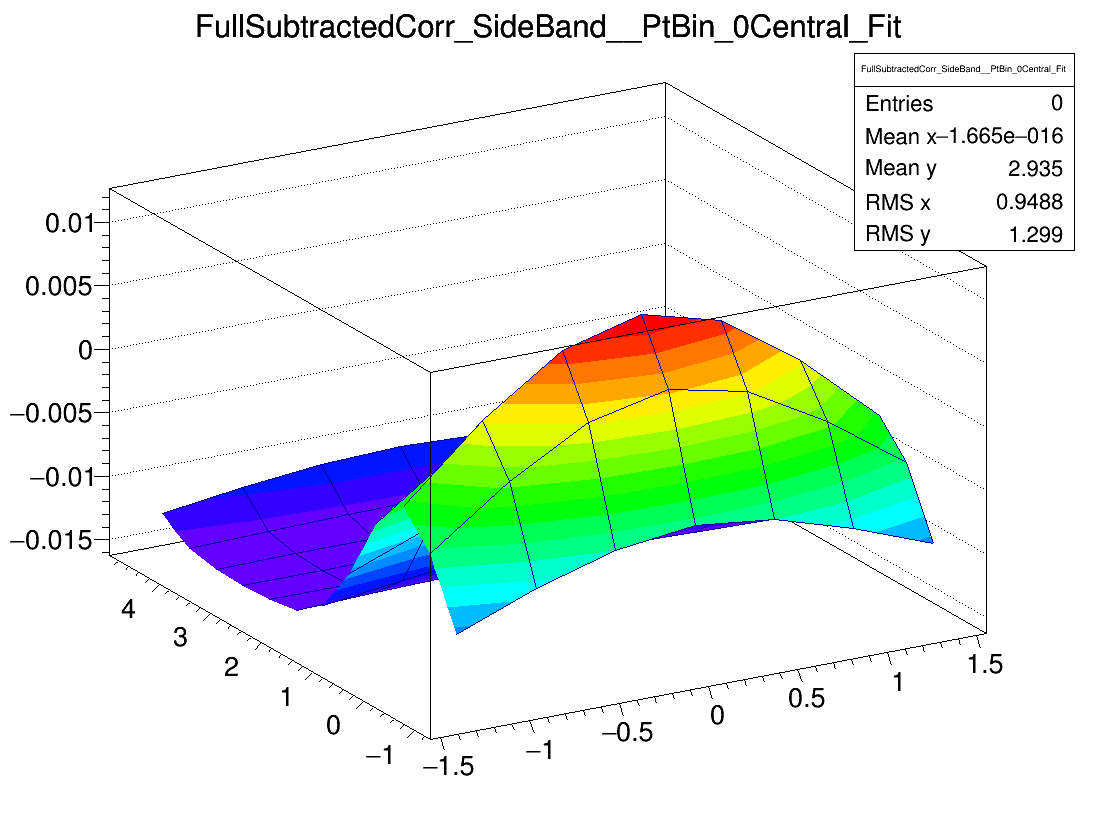 FullSubtractedCorr_SideBand__PtBin_0Central_Fit
FullSubtractedCorr_SideBand__PtBin_0Central_Fit
Entries 0
Mean x −1.665e−016
Mean y 2.935
RMS x 0.9488
RMS y 1.299
0.01
0.005
0
−0.005
−0.01
−0.015
4
3
2
1
0
−1
−1.5
−1
−0.5
0
0.5
1
1.5